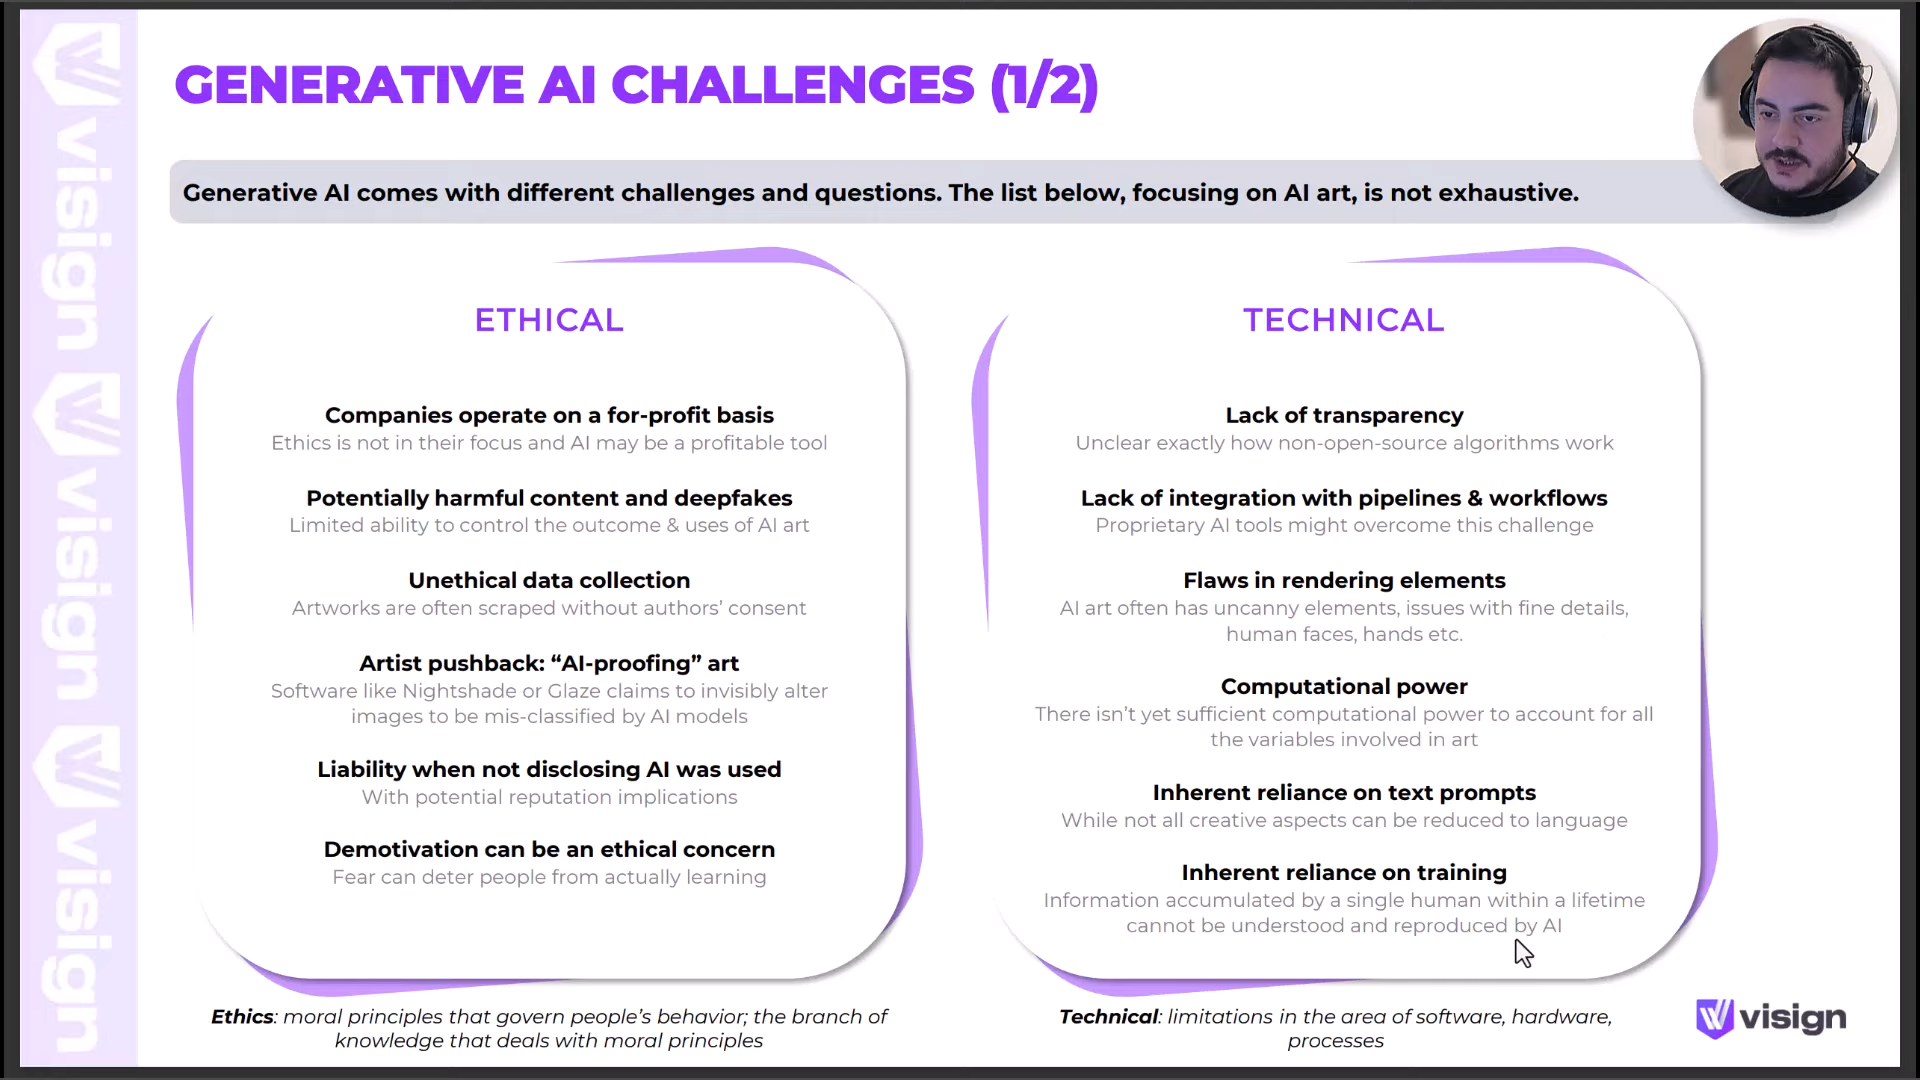 GENERATIVE AI CHALLENGES (1/2)
Generative AI comes with different challenges and questions. The list below, focusing on AI art, is not exhaustive.
ETHICAL
Companies operate on a for-profit basis
Ethics is not in their focus and AI may be a profitable tool
Potentially harmful content and deepfakes
Limited ability to control the outcome & uses of AI art
Unethical data collection
Artworks are often scraped without authors’ consent
Artist pushback: “AI-proofing” art
Software like Nightshade or Glaze claims to invisibly alter
images to be mis-classified by AI models
Liability when not disclosing AI was used
With potential reputation implications
Demotivation can be an ethical concern
Fear can deter people from actually learning
Ethics: moral principles that govern people’s behavior; the branch of
knowledge that deals with moral principles
TECHNICAL
Lack of transparency
Unclear exactly how non-open-source algorithms work
Lack of integration with pipelines & workflows
Proprietary AI tools might overcome this challenge
Flaws in rendering elements
AI art often has uncanny elements, issues with fine details,
human faces, hands etc.
Computational power
There isn’t yet sufficient computational power to account for all
the variables involved in art
Inherent reliance on text prompts
While not all creative aspects can be reduced to language
Inherent reliance on training
Information accumulated by a single human within a lifetime
cannot be understood and reproduced by AI
Technical: limitations in the area of software, hardware,
processes
visign
visign
visign
visign